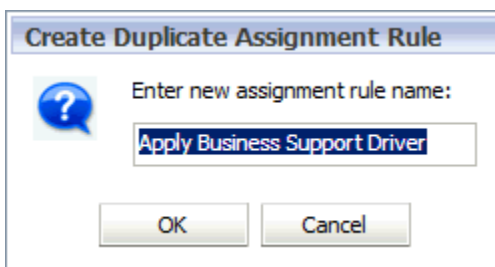 Create Duplicate Assignment Rule
Enter new assignment rule name:
Apply Business Support Driver
OK Cancel